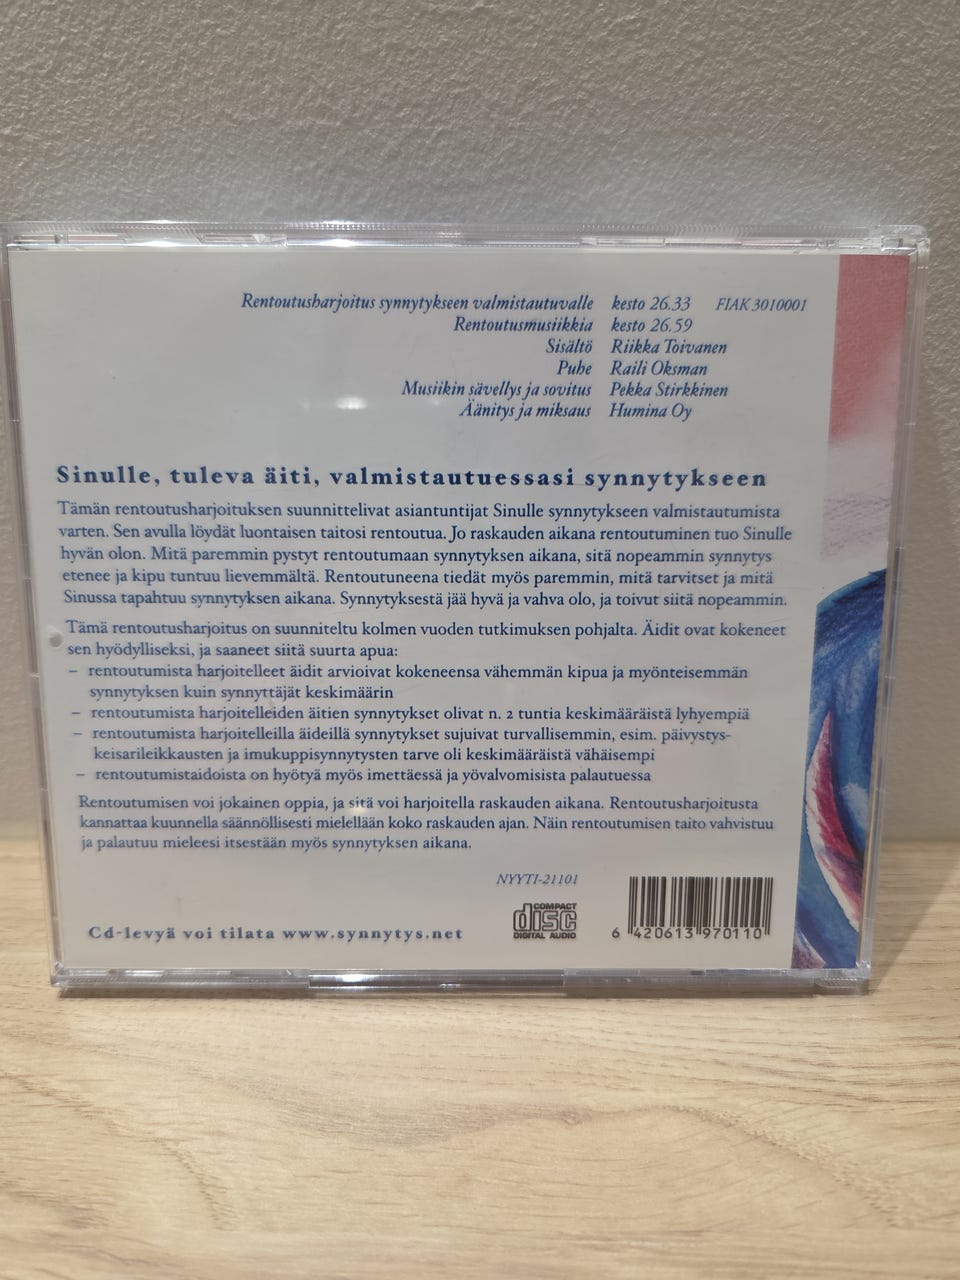 Rentoutusharjoitus synnytykseen valmistautuvalle kesto 26.33 FIAK 3010001
Rentoutusmusiikkia kesto 26.59
Sisältö Riikka Toivanen
Puhe Raili Oksman
Musiikin sävellys ja sovitus Pekka Stirkkinen
Äänitys ja miksaus Humina Oy
Sinulle, tuleva äiti, valmistautuessasi synnytykseen
Tämän rentoutusharjoituksen suunnittelivat asiantuntijat Sinulle synnytykseen valmistautumista
varten. Sen avulla löydät luontaisen taitosi rentoutua. Jo raskauden aikana rentoutuminen tuo Sinulle
hyvän olon. Mitä paremmin pystyt rentoutumaan synnytyksen aikana, sitä nopeammin synnytys
etenee ja kipu tuntuu lievemmältä. Rentoutuneena tiedät myös paremmin, mitä tarvitset ja mitä
Sinussa tapahtuu synnytyksen aikana. Synnytyksestä jää hyvä ja vahva olo, ja toivut siitä nopeammin.
Tämä rentoutusharjoitus on suunniteltu kolmen vuoden tutkimuksen pohjalta. Äidit ovat kokeneet
sen hyödylliseksi, ja saaneet siitä suurta apua:
– rentoutumista harjoitelleet äidit arvioivat kokeneensa vähemmän kipua ja myönteisemmän
synnytyksen kuin synnyttäjät keskimäärin
– rentoutumista harjoitelleiden äitien synnytykset olivat n. 2 tuntia keskimääräistä lyhyempiä
– rentoutumista harjoitelleilla äideillä synnytykset sujuivat turvallisemmin, esim. päivystys-
keisarileikkausten ja imukuppisynnytysten tarve oli keskimääräistä vähäisempi
– rentoutumistaidoista on hyötyä myös imettäessä ja yövalvomisista palautuessa
Rentoutumisen voi jokainen oppia, ja sitä voi harjoitella raskauden aikana. Rentoutusharjoitusta
kannattaa kuunnella säännöllisesti mielellään koko raskauden ajan. Näin rentoutumisen taito vahvistuu
ja palautuu mieleesi itsestään myös synnytyksen aikana.
NYYTI-21101
COMPACT
disc
DIGITAL AUDIO
6 420613 970110
Cd-levyä voi tilata www.synnytys.net